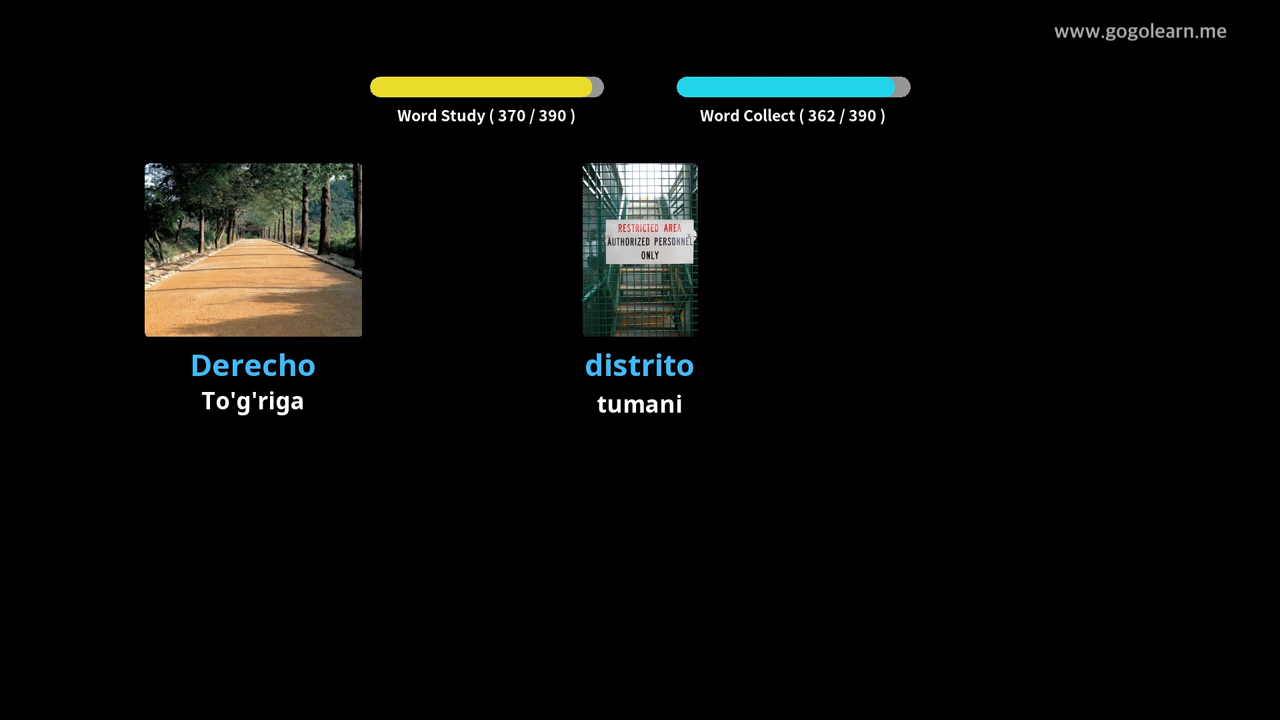 www.gogolearn.me
Word Study ( 370 / 390 )
Word Collect ( 362 / 390 )
RESTRICTED AREA
AUTHORIZED PERSONNEL
ONLY
Derecho
To'g'riga
distrito
tumani